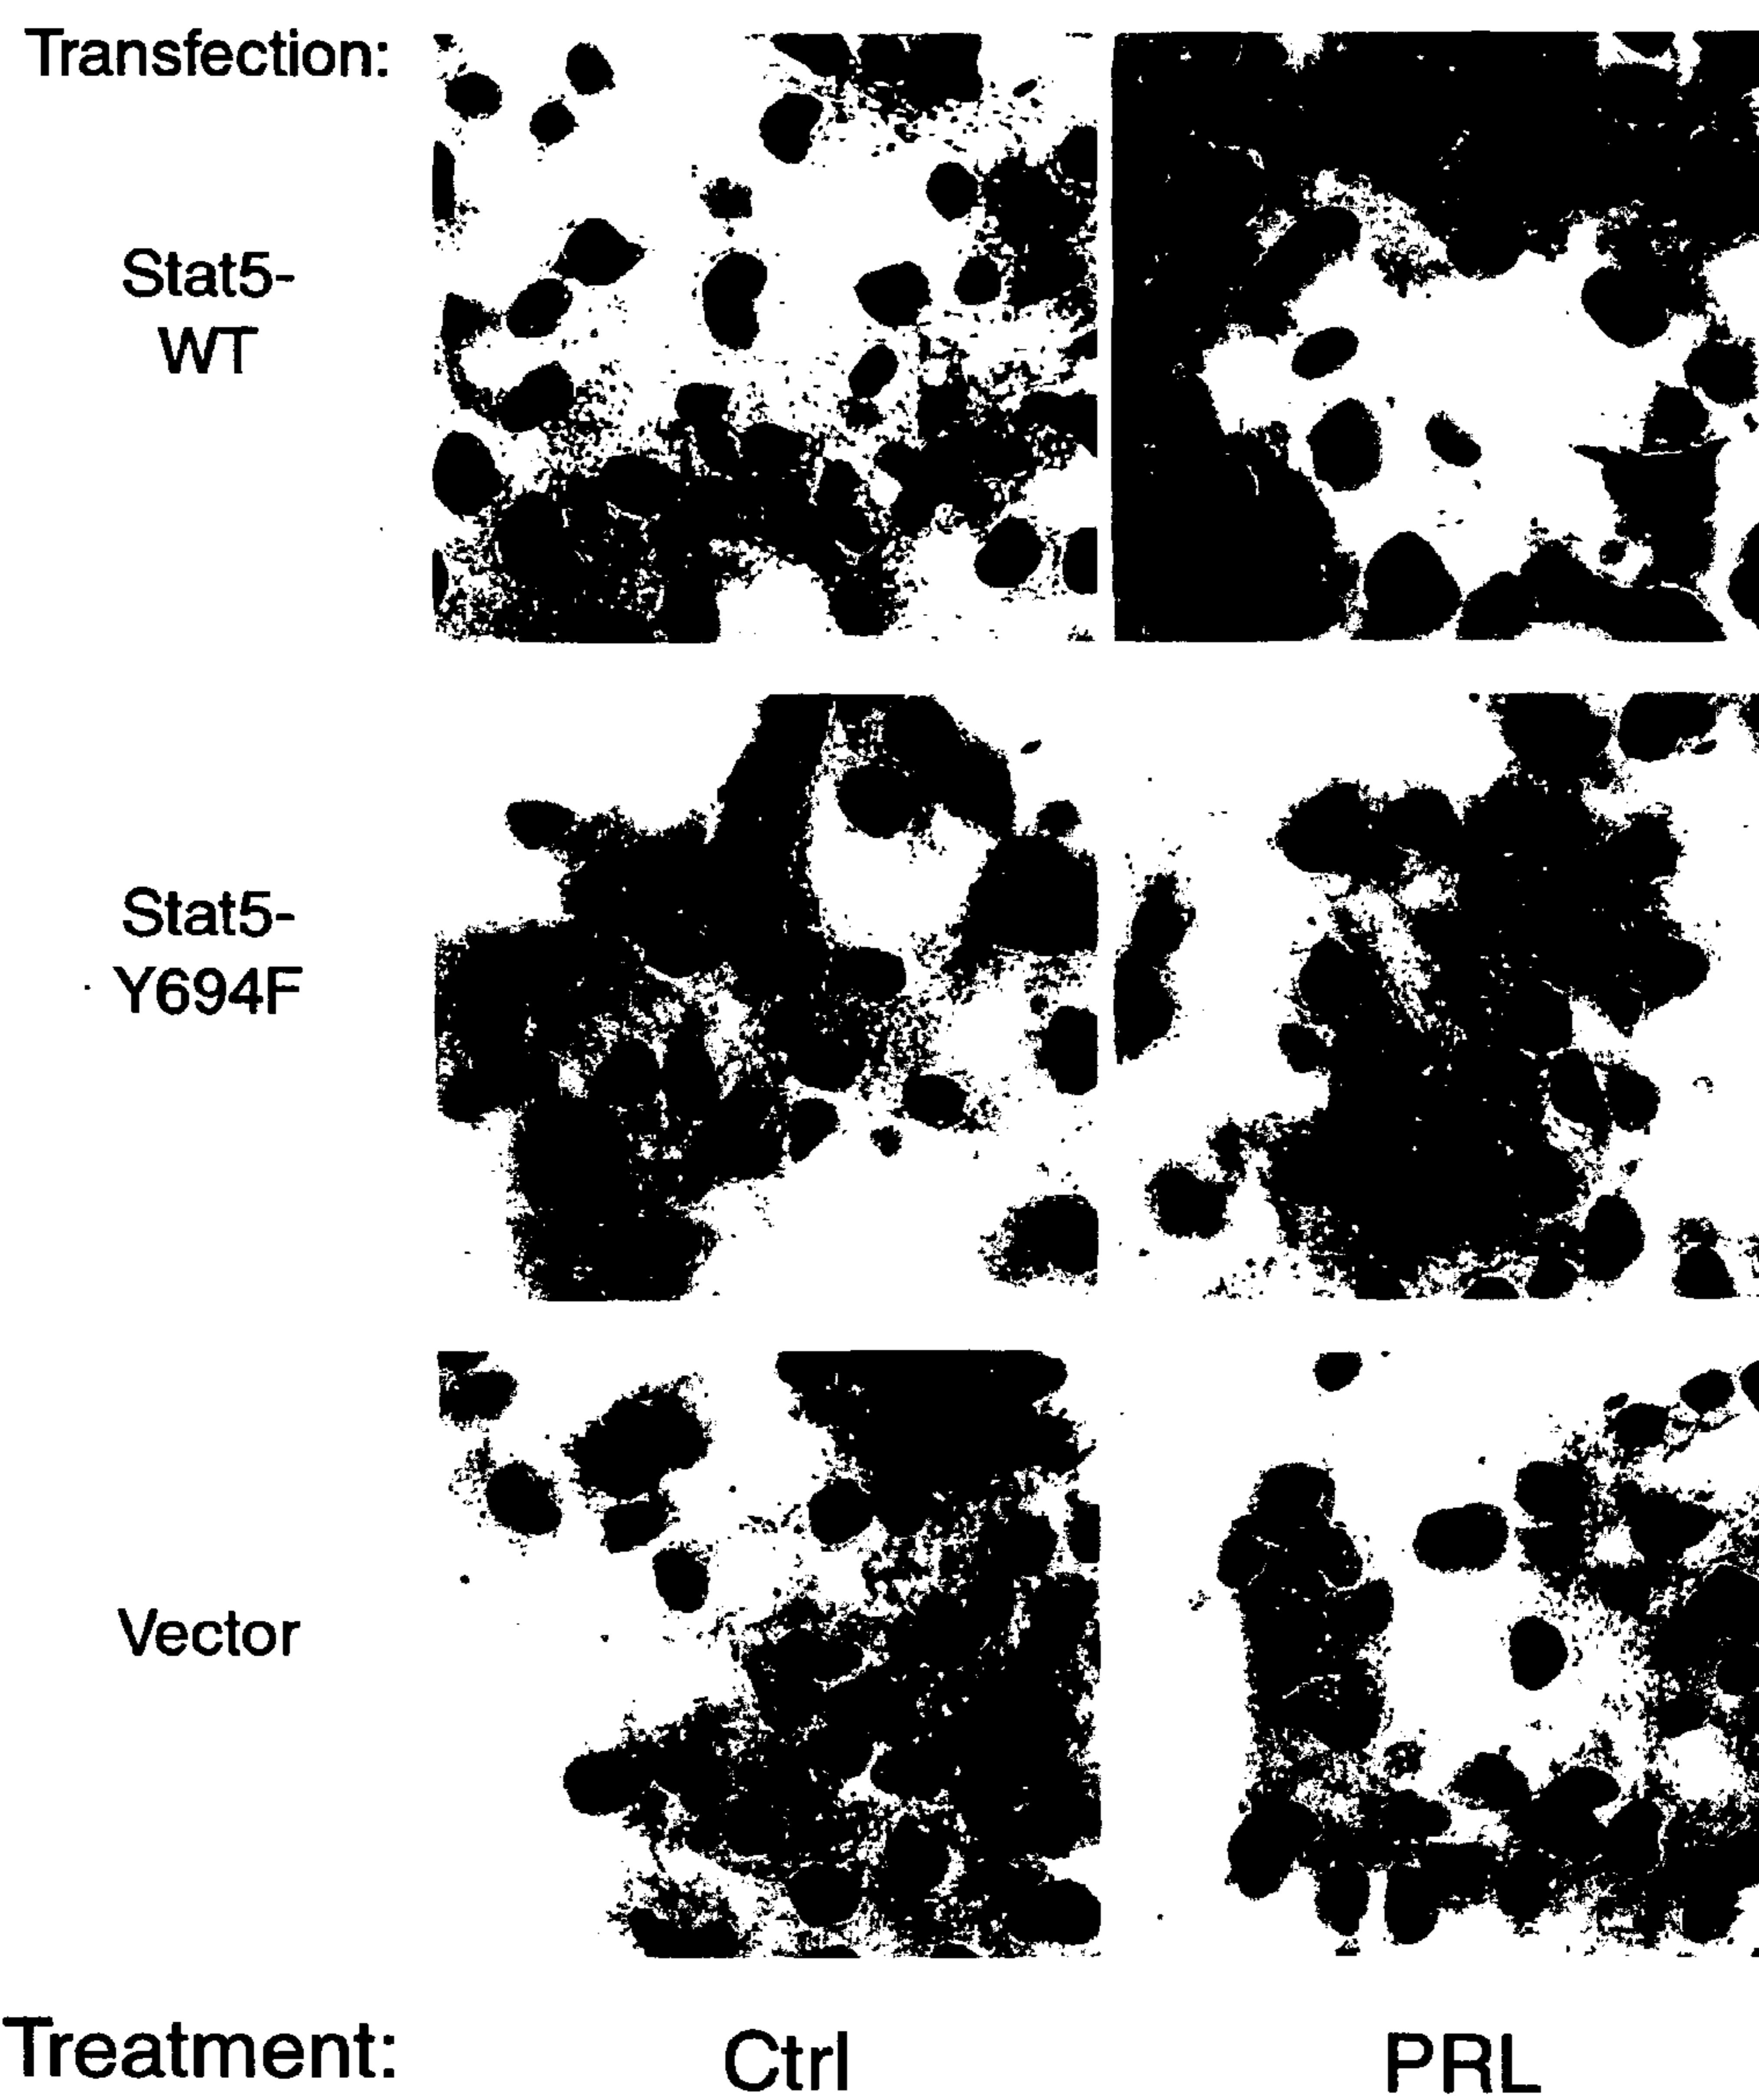 Transfection:
Stat5-
WT
Stat5-
Y694F
Vector
Treatment: Ctrl PRL